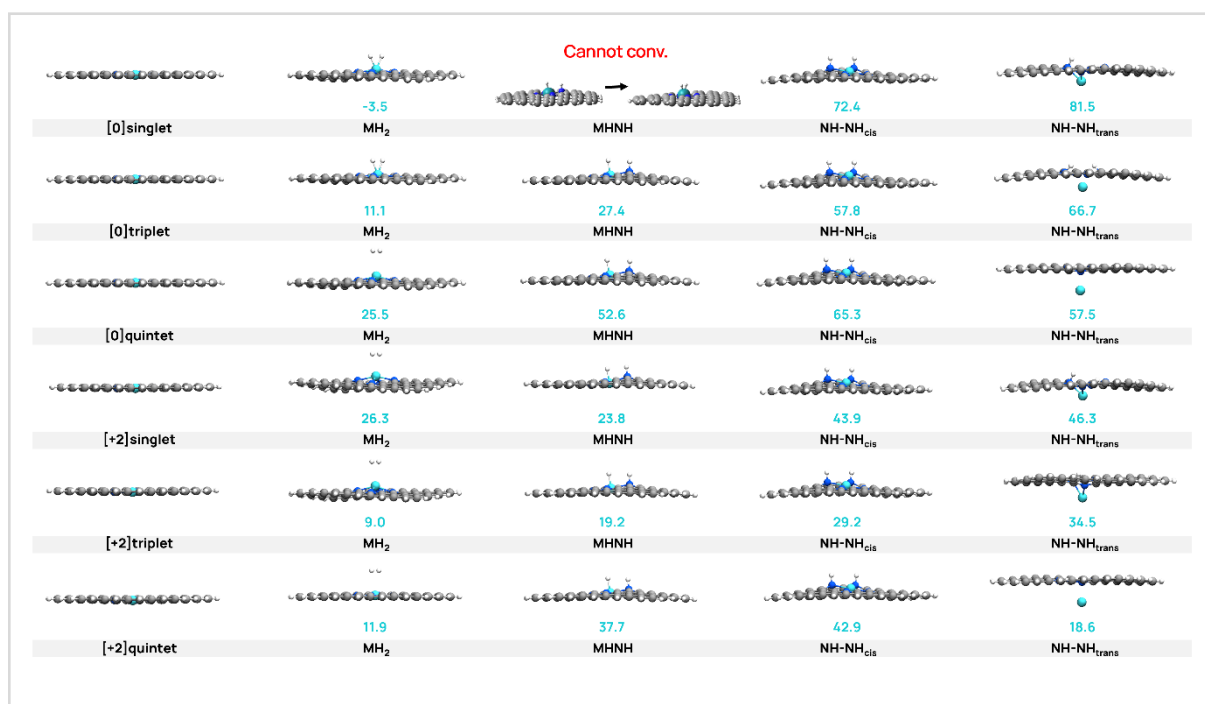 Cannot conv.
-3.5 72.4 81.5
[0]singlet MH₂ MHNH NH-NHcis NH-NHtrans
11.1 27.4 57.8 66.7
[0]triplet MH₂ MHNH NH-NHcis NH-NHtrans
25.5 52.6 65.3 57.5
[0]quintet MH₂ MHNH NH-NHcis NH-NHtrans
26.3 23.8 43.9 46.3
[+2]singlet MH₂ MHNH NH-NHcis NH-NHtrans
9.0 19.2 29.2 34.5
[+2]triplet MH₂ MHNH NH-NHcis NH-NHtrans
11.9 37.7 42.9 18.6
[+2]quintet MH₂ MHNH NH-NHcis NH-NHtrans